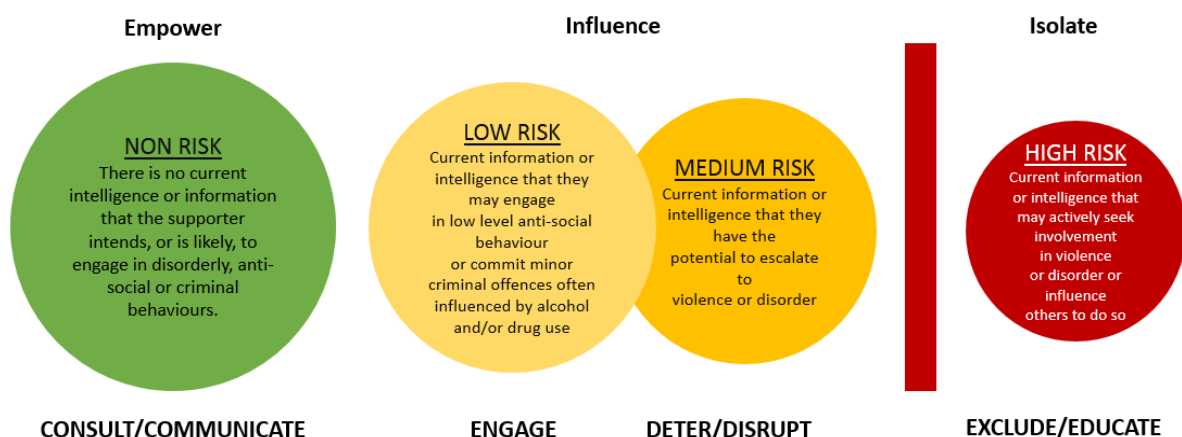 Empower
Influence
Isolate
NON RISK
There is no current
intelligence or information
that the supporter
intends, or is likely, to
engage in disorderly, anti-
social or criminal
behaviours.
LOW RISK
Current information or
intelligence that they
may engage
in low level anti-social
behaviour
or commit minor
criminal offences often
influenced by alcohol
and/or drug use
MEDIUM RISK
Current information or
intelligence that they
have the
potential to escalate
to
violence or disorder
HIGH RISK
Current information
or intelligence that
may actively seek
involvement
in violence
or disorder or
influence
others to do so
CONSULT/COMMUNICATE
ENGAGE
DETER/DISRUPT
EXCLUDE/EDUCATE